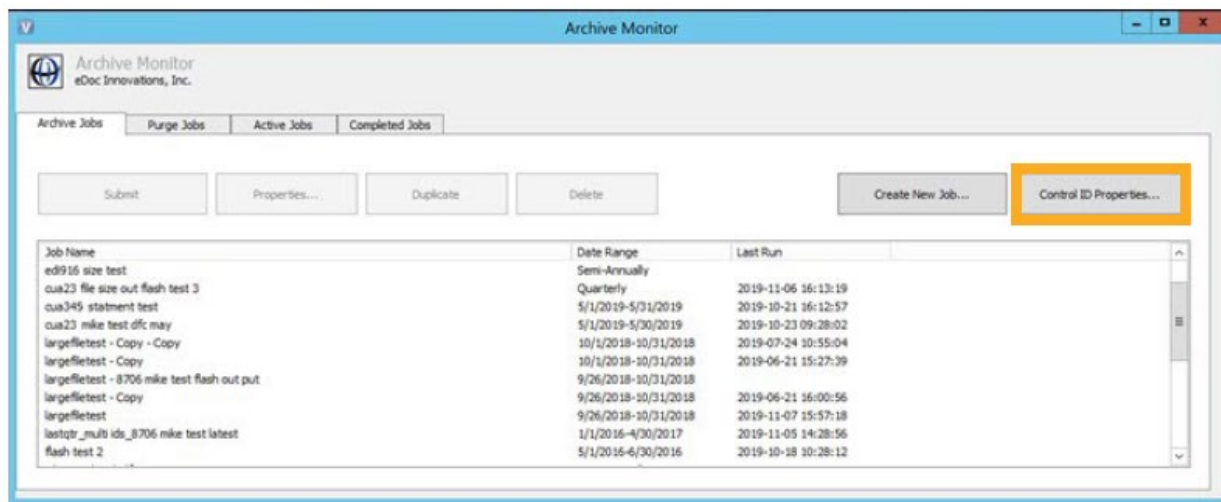 Archive Monitor
Archive Monitor
eDoc Innovations, Inc.
Archive Jobs Purge Jobs Active Jobs Completed Jobs
Submit Properties... Duplicate Delete Create New Job... Control ID Properties...
Job Name Date Range Last Run
edi916 size test Semi-Annually
cua23 file size out flash test 3 Quarterly 2019-11-06 16:13:19
cua345 statment test 5/1/2019-5/31/2019 2019-10-21 16:12:57
cua23 mike test dfc may 5/1/2019-5/30/2019 2019-10-23 09:28:02
largefiletest - Copy - Copy 10/1/2018-10/31/2018 2019-07-24 10:55:04
largefiletest - Copy 10/1/2018-10/31/2018 2019-06-21 15:27:39
largefiletest - 8706 mike test flash out put 9/26/2018-10/31/2018
largefiletest - Copy 9/26/2018-10/31/2018 2019-06-21 16:00:56
largefiletest 9/26/2018-10/31/2018 2019-11-07 15:57:18
lastqtr_multi ids_8706 mike test latest 1/1/2016-4/30/2017 2019-11-05 14:28:56
flash test 2 5/1/2016-6/30/2016 2019-10-18 10:28:12